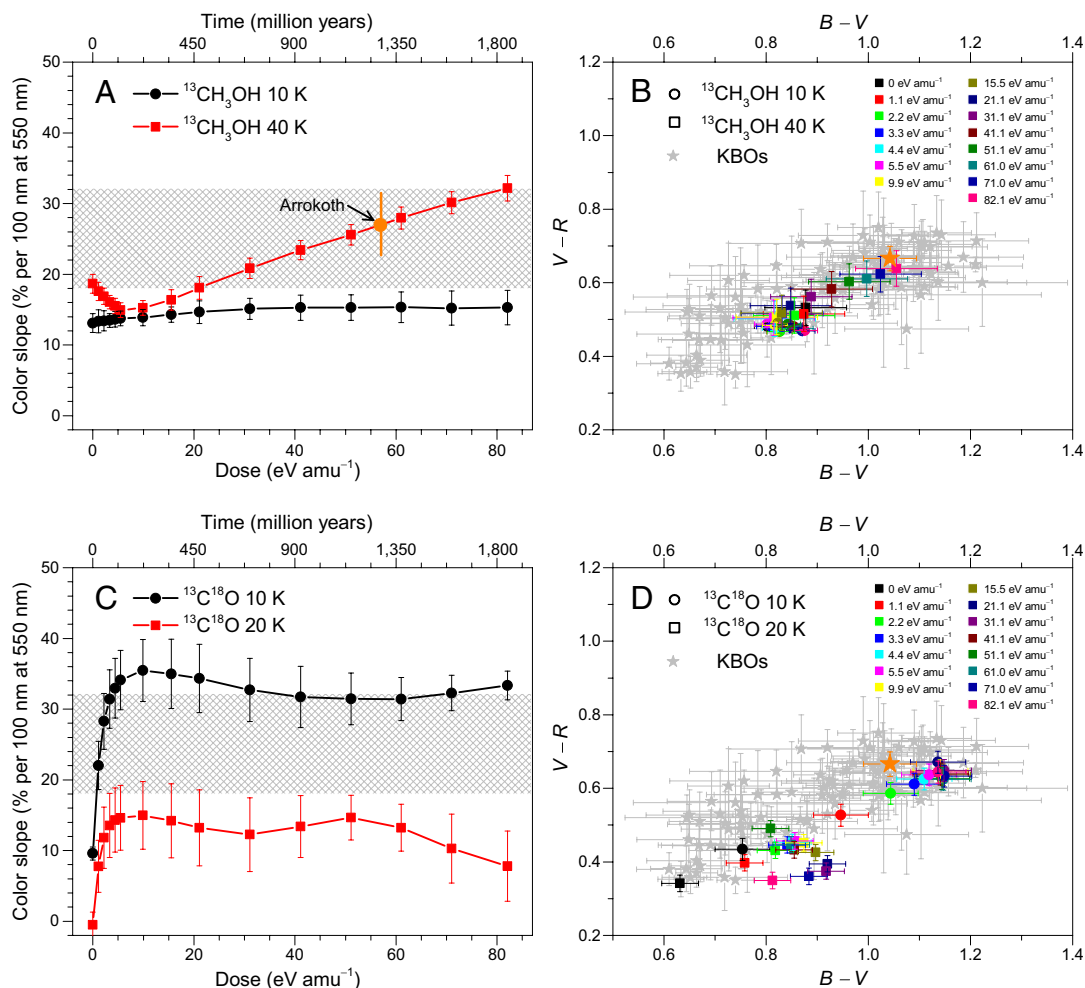 Time (million years)
0 450 900 1,350 1,800
A
¹³CH₃OH 10 K
¹³CH₃OH 40 K
Arrokoth
Color slope (% per 100 nm at 550 nm)
50
40
30
20
10
0
0 20 40 60 80
Dose (eV amu⁻¹)
B – V
0.6 0.8 1.0 1.2 1.4
B
¹³CH₃OH 10 K
¹³CH₃OH 40 K
KBOs
0 eV amu⁻¹
1.1 eV amu⁻¹
2.2 eV amu⁻¹
3.3 eV amu⁻¹
4.4 eV amu⁻¹
5.5 eV amu⁻¹
9.9 eV amu⁻¹
15.5 eV amu⁻¹
21.1 eV amu⁻¹
31.1 eV amu⁻¹
41.1 eV amu⁻¹
51.1 eV amu⁻¹
61.0 eV amu⁻¹
71.0 eV amu⁻¹
82.1 eV amu⁻¹
V – R
1.2
1.0
0.8
0.6
0.4
0.2
0.6 0.8 1.0 1.2 1.4
B – V
Time (million years)
0 450 900 1,350 1,800
C
¹³C¹⁸O 10 K
¹³C¹⁸O 20 K
Color slope (% per 100 nm at 550 nm)
50
40
30
20
10
0
0 20 40 60 80
Dose (eV amu⁻¹)
B – V
0.6 0.8 1.0 1.2 1.4
D
¹³C¹⁸O 10 K
¹³C¹⁸O 20 K
KBOs
0 eV amu⁻¹
1.1 eV amu⁻¹
2.2 eV amu⁻¹
3.3 eV amu⁻¹
4.4 eV amu⁻¹
5.5 eV amu⁻¹
9.9 eV amu⁻¹
15.5 eV amu⁻¹
21.1 eV amu⁻¹
31.1 eV amu⁻¹
41.1 eV amu⁻¹
51.1 eV amu⁻¹
61.0 eV amu⁻¹
71.0 eV amu⁻¹
82.1 eV amu⁻¹
V – R
1.2
1.0
0.8
0.6
0.4
0.2
0.6 0.8 1.0 1.2 1.4
B – V